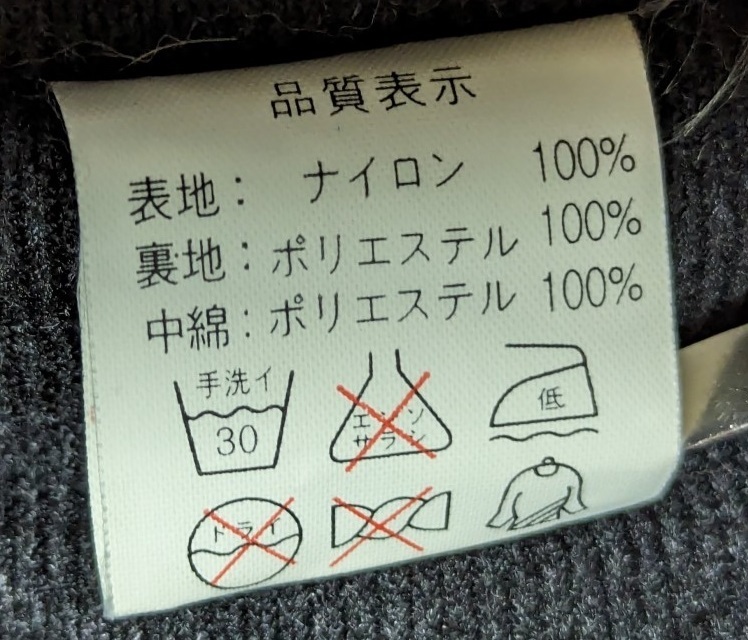 品質表示
表地： ナイロン 100%
裏地：ポリエステル 100%
中綿：ポリエステル 100%
手洗イ
30
エンソ
サラシ
低
ドライ